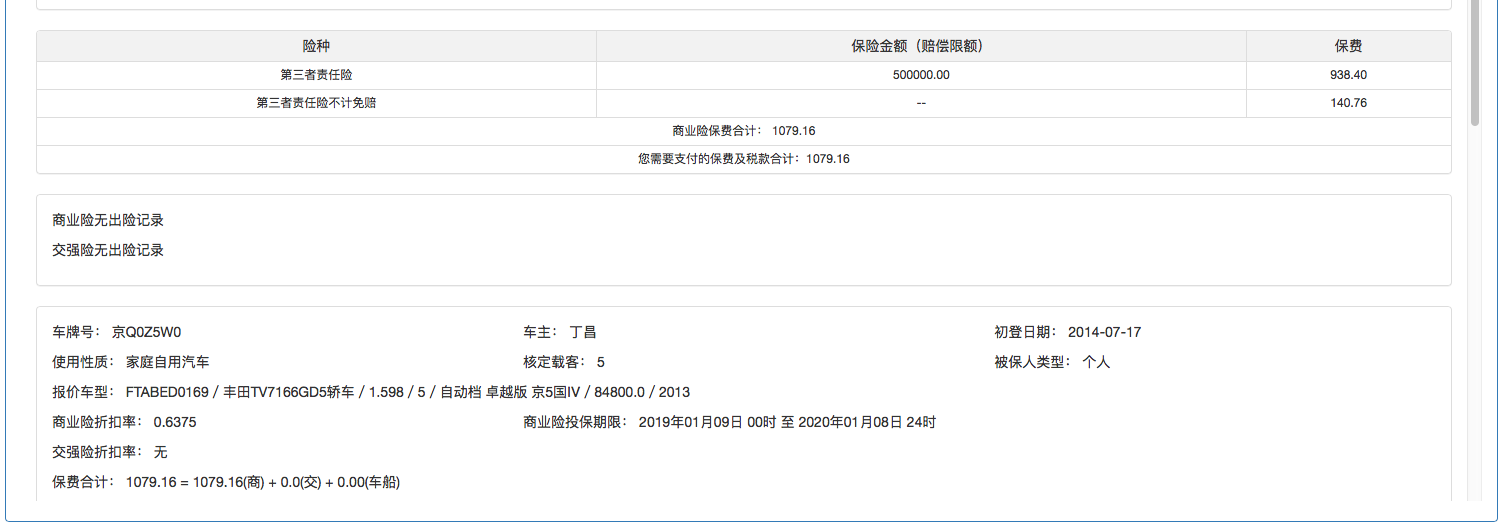 险种 保险金额（赔偿限额） 保费
第三者责任险 500000.00 938.40
第三者责任险不计免赔 -- 140.76
商业险保费合计： 1079.16
您需要支付的保费及税款合计：1079.16
商业险无出险记录
交强险无出险记录
车牌号： 京Q0Z5W0 车主： 丁昌 初登日期： 2014-07-17
使用性质： 家庭自用汽车 核定载客： 5 被保人类型： 个人
报价车型： FTABED0169 / 丰田TV7166GD5轿车 / 1.598 / 5 / 自动档 卓越版 京5国IV / 84800.0 / 2013
商业险折扣率： 0.6375 商业险投保期限： 2019年01月09日 00时 至 2020年01月08日 24时
交强险折扣率： 无
保费合计： 1079.16 = 1079.16(商) + 0.0(交) + 0.00(车船)